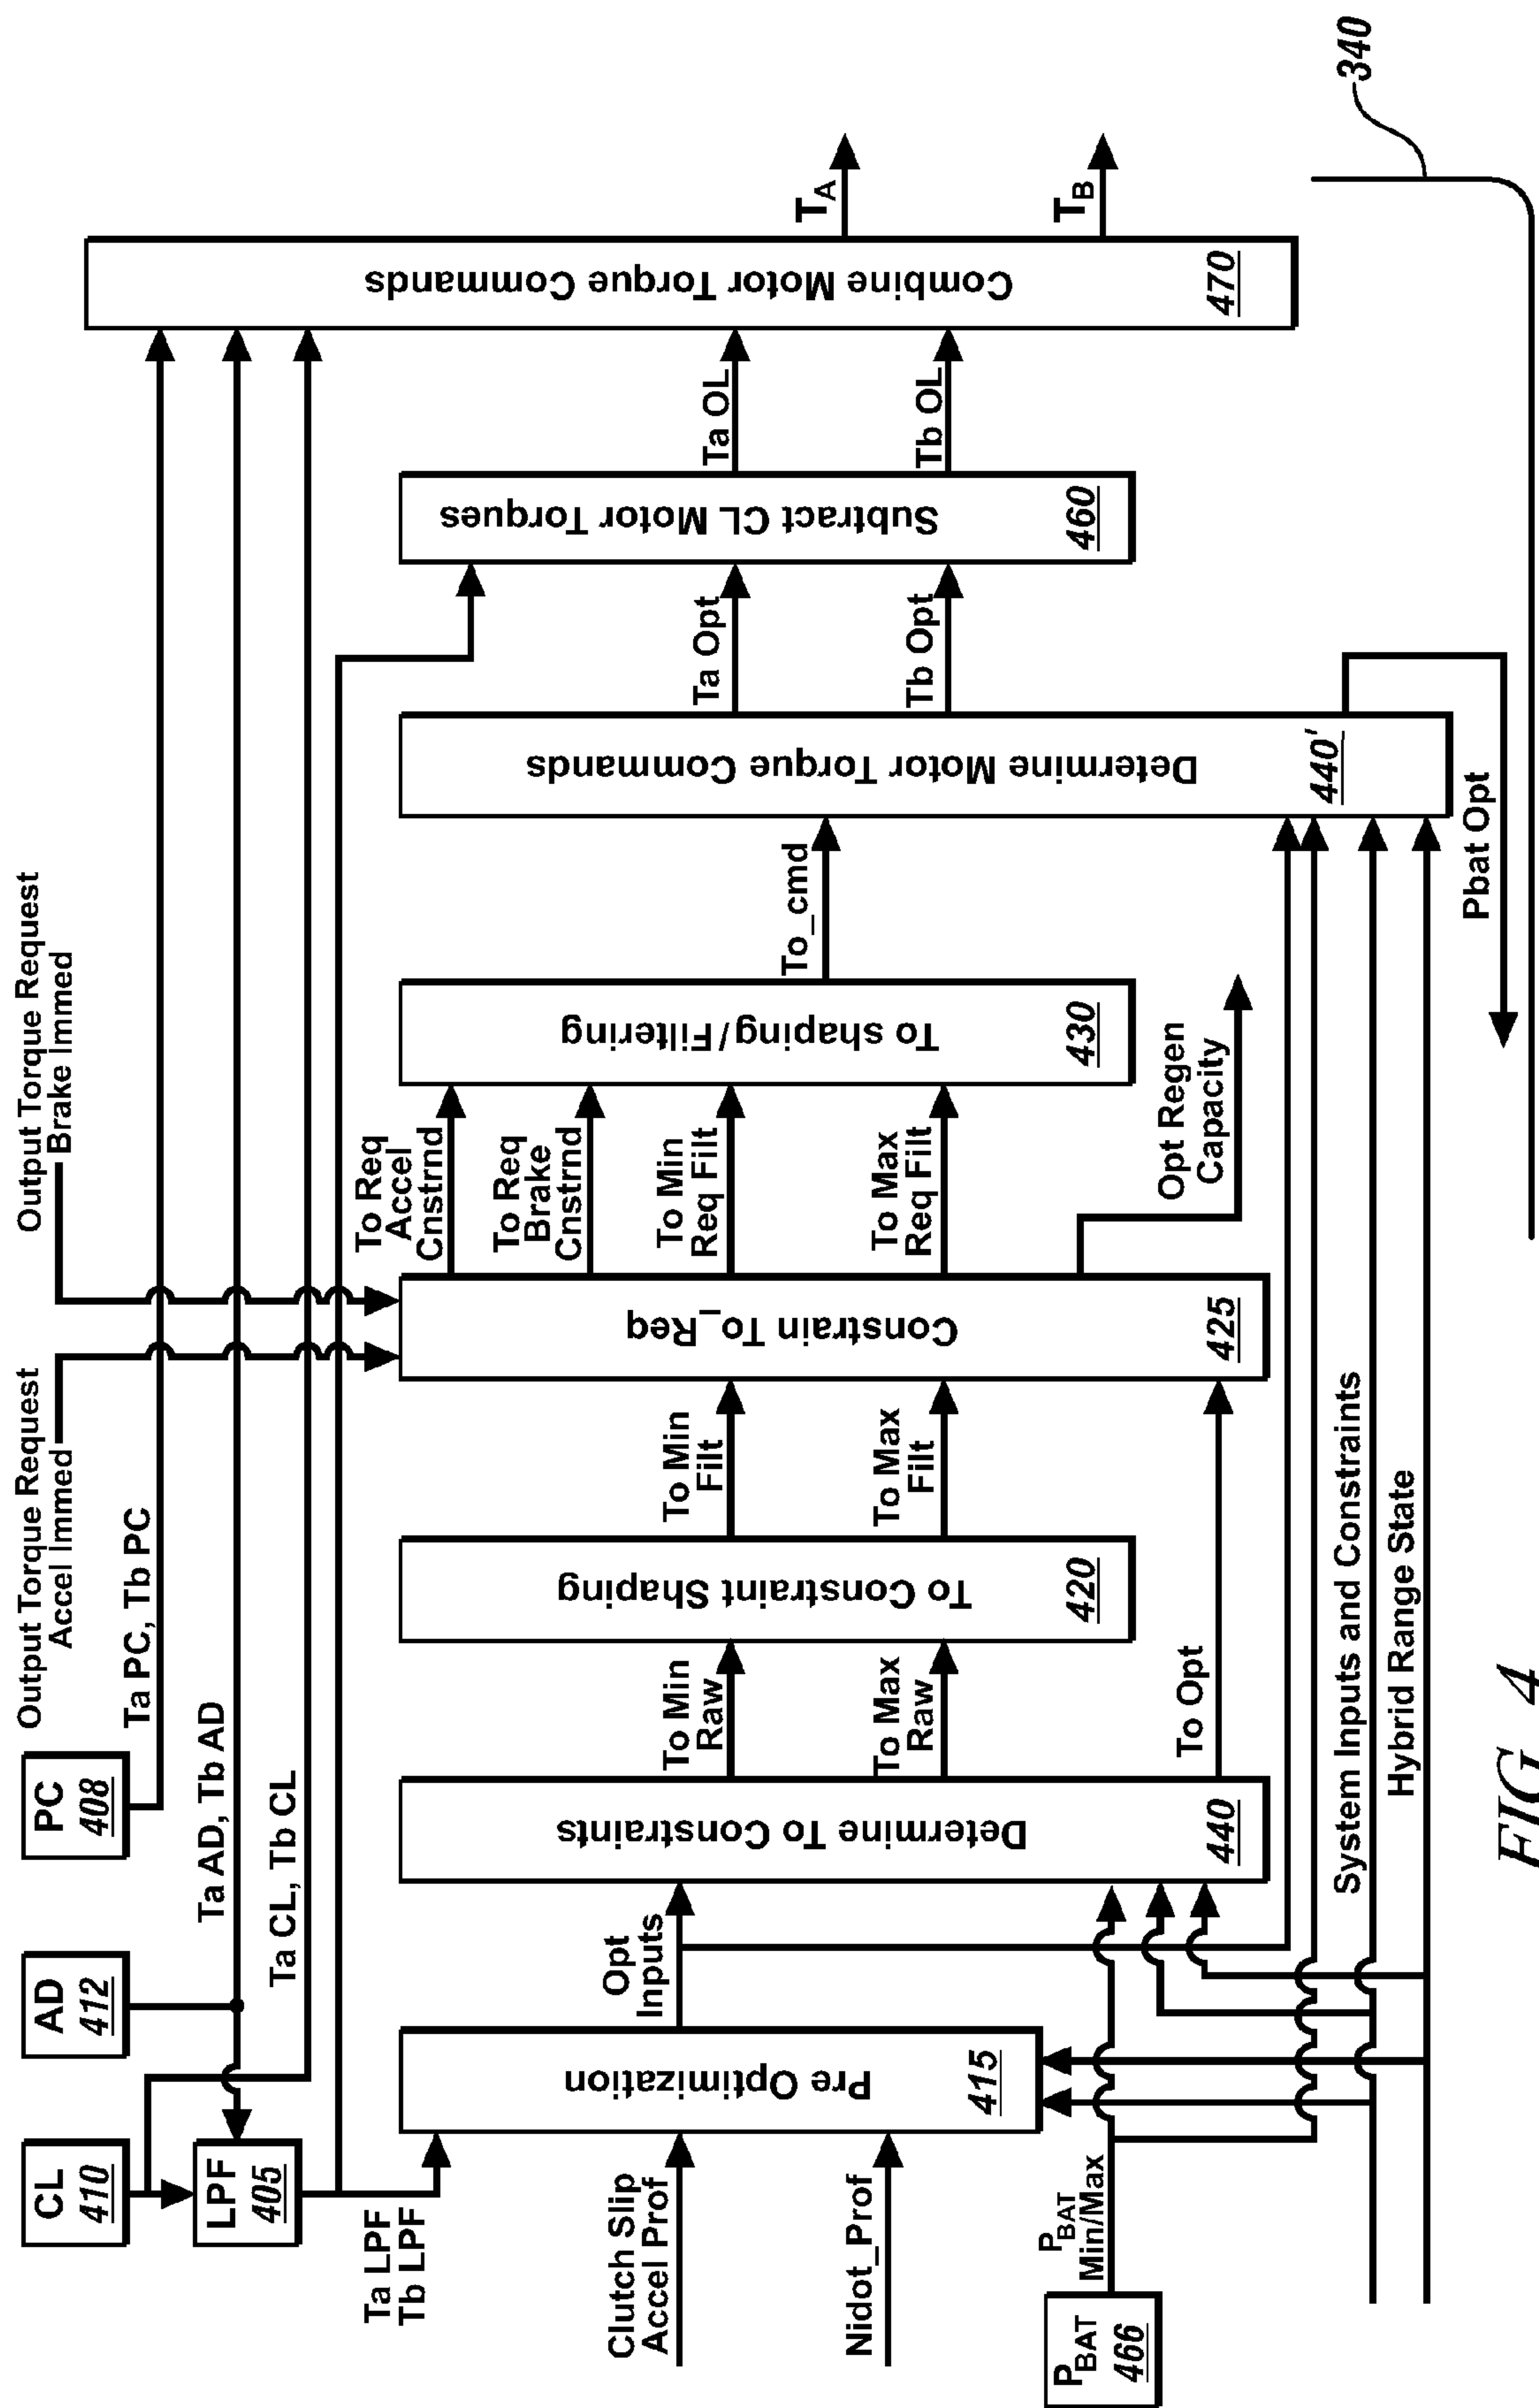 Output Torque Request
Accel Immed
Output Torque Request
Brake Immed
CL
410
AD
412
PC
408
LPF
405
Ta PC, Tb PC
Ta AD, Tb AD
Ta CL, Tb CL
Ta LPF
Tb LPF
Clutch Slip
Accel Prof
Nidot_Prof
PBAT
466
PBAT
Min/Max
Pre Optimization
415
Opt
Inputs
Determine To Constraints
440
To Min
Raw
To Max
Raw
To Opt
To Constraint Shaping
420
To Min
Filt
To Max
Filt
Constrain To_Req
425
To Req
Accel
Cnstrnd
To Req
Brake
Cnstrnd
To Min
Req Filt
To Max
Req Filt
Opt Regen
Capacity
To shaping/Filtering
430
To_cmd
Determine Motor Torque Commands
440'
Ta Opt
Tb Opt
Pbat Opt
Subtract CL Motor Torques
460
Ta OL
Tb OL
Combine Motor Torque Commands
470
TA
TB
System Inputs and Constraints
Hybrid Range State
340
FIG. 4